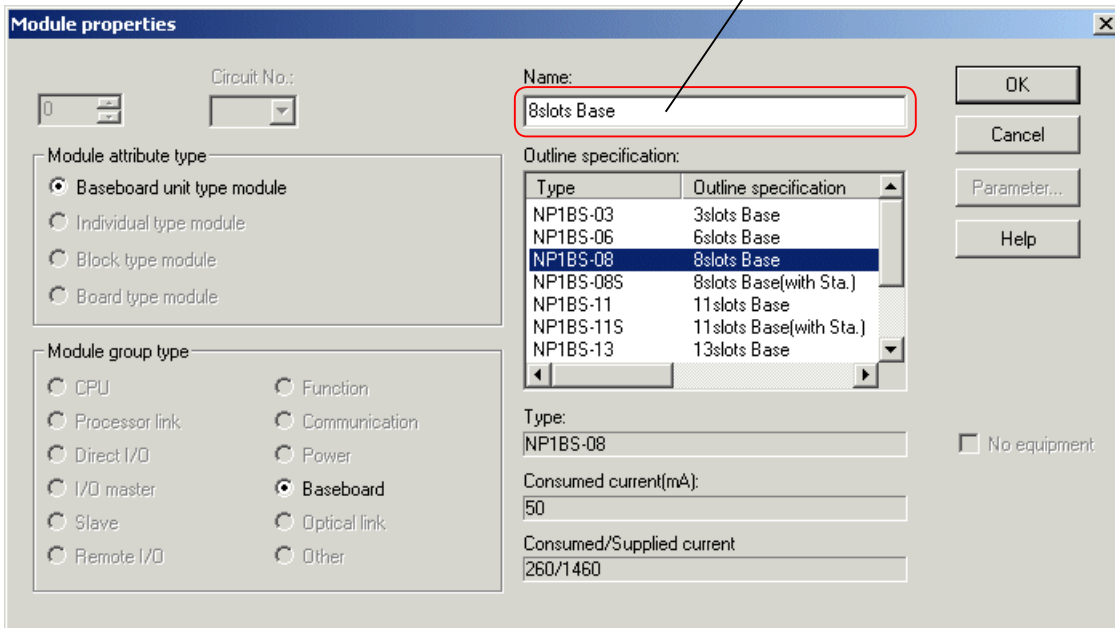 Module properties
Circuit No.:
0
Module attribute type
Baseboard unit type module
Individual type module
Block type module
Board type module
Module group type
CPU Function
Processor link Communication
Direct I/O Power
I/O master Baseboard
Slave Optical link
Remote I/O Other
Name:
8slots Base
Outline specification:
Type Outline specification
NP1BS-03 3slots Base
NP1BS-06 6slots Base
NP1BS-08 8slots Base
NP1BS-08S 8slots Base(with Sta.)
NP1BS-11 11slots Base
NP1BS-11S 11slots Base(with Sta.)
NP1BS-13 13slots Base
Type:
NP1BS-08
Consumed current(mA):
50
Consumed/Supplied current
260/1460
OK
Cancel
Parameter...
Help
No equipment